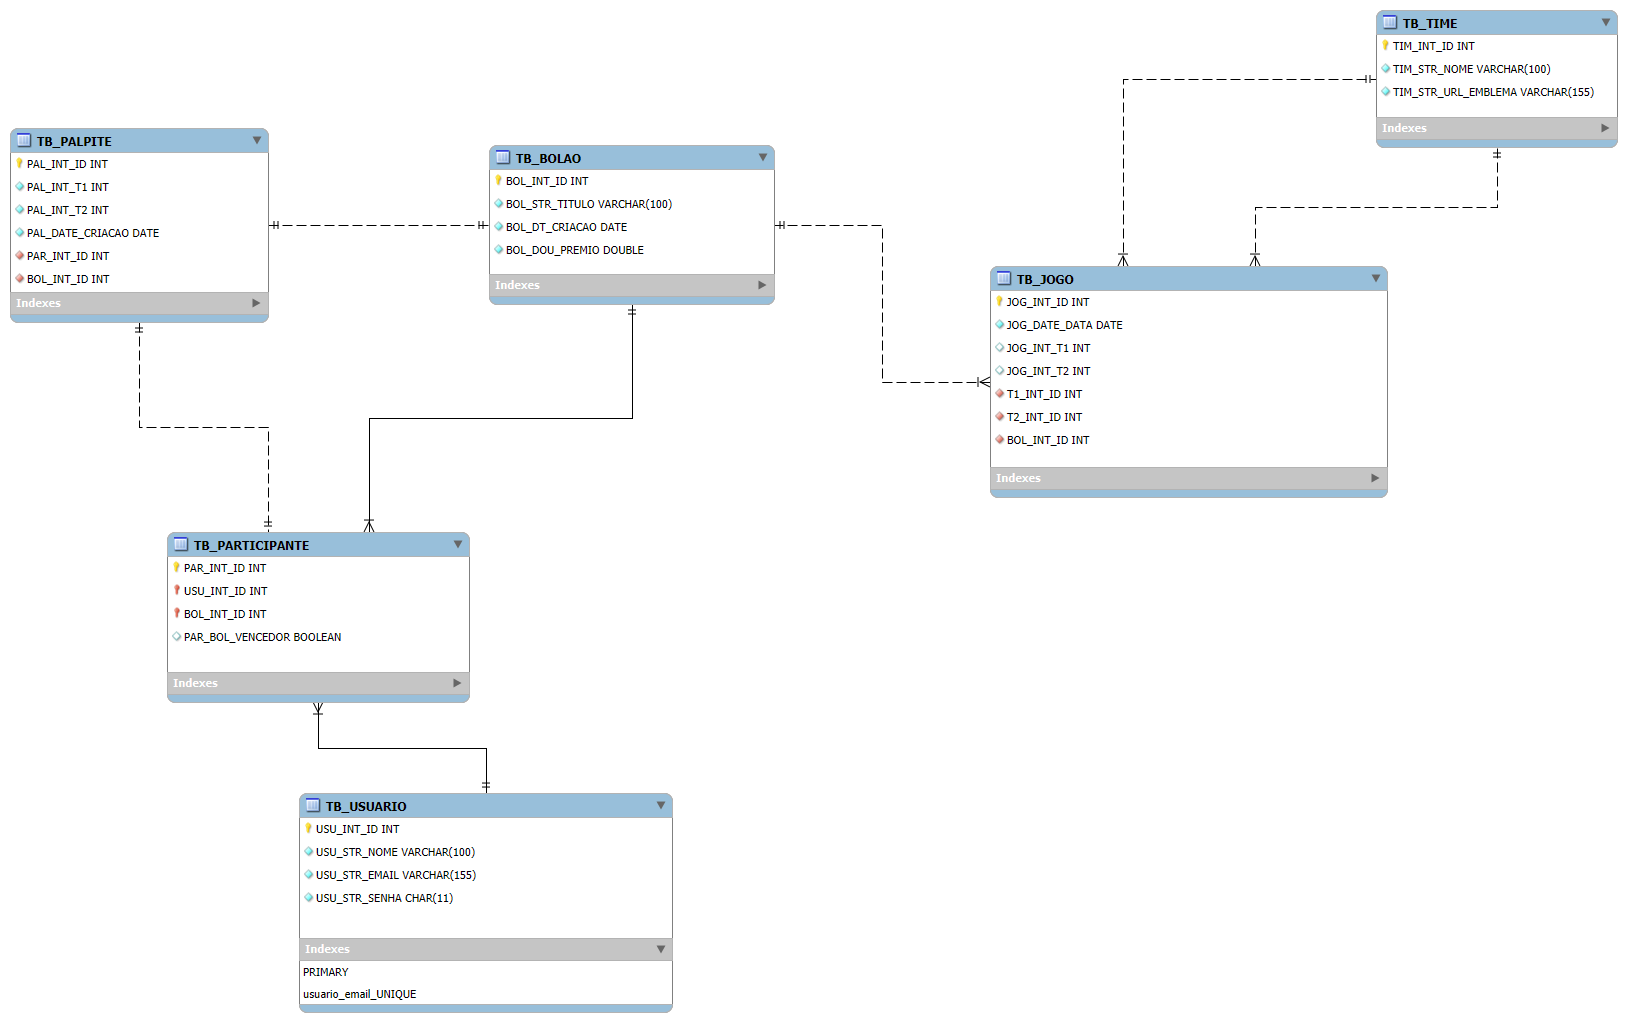 TB_TIME
TIM_INT_ID INT
TIM_STR_NOME VARCHAR(100)
TIM_STR_URL_EMBLEMA VARCHAR(155)
Indexes
TB_PALPITE
PAL_INT_ID INT
PAL_INT_T1 INT
PAL_INT_T2 INT
PAL_DATE_CRIACAO DATE
PAR_INT_ID INT
BOL_INT_ID INT
Indexes
TB_BOLAO
BOL_INT_ID INT
BOL_STR_TITULO VARCHAR(100)
BOL_DT_CRIACAO DATE
BOL_DOU_PREMIO DOUBLE
Indexes
TB_JOGO
JOG_INT_ID INT
JOG_DATE_DATA DATE
JOG_INT_T1 INT
JOG_INT_T2 INT
T1_INT_ID INT
T2_INT_ID INT
BOL_INT_ID INT
Indexes
TB_PARTICIPANTE
PAR_INT_ID INT
USU_INT_ID INT
BOL_INT_ID INT
PAR_BOL_VENCEDOR BOOLEAN
Indexes
TB_USUARIO
USU_INT_ID INT
USU_STR_NOME VARCHAR(100)
USU_STR_EMAIL VARCHAR(155)
USU_STR_SENHA CHAR(11)
Indexes
PRIMARY
usuario_email_UNIQUE